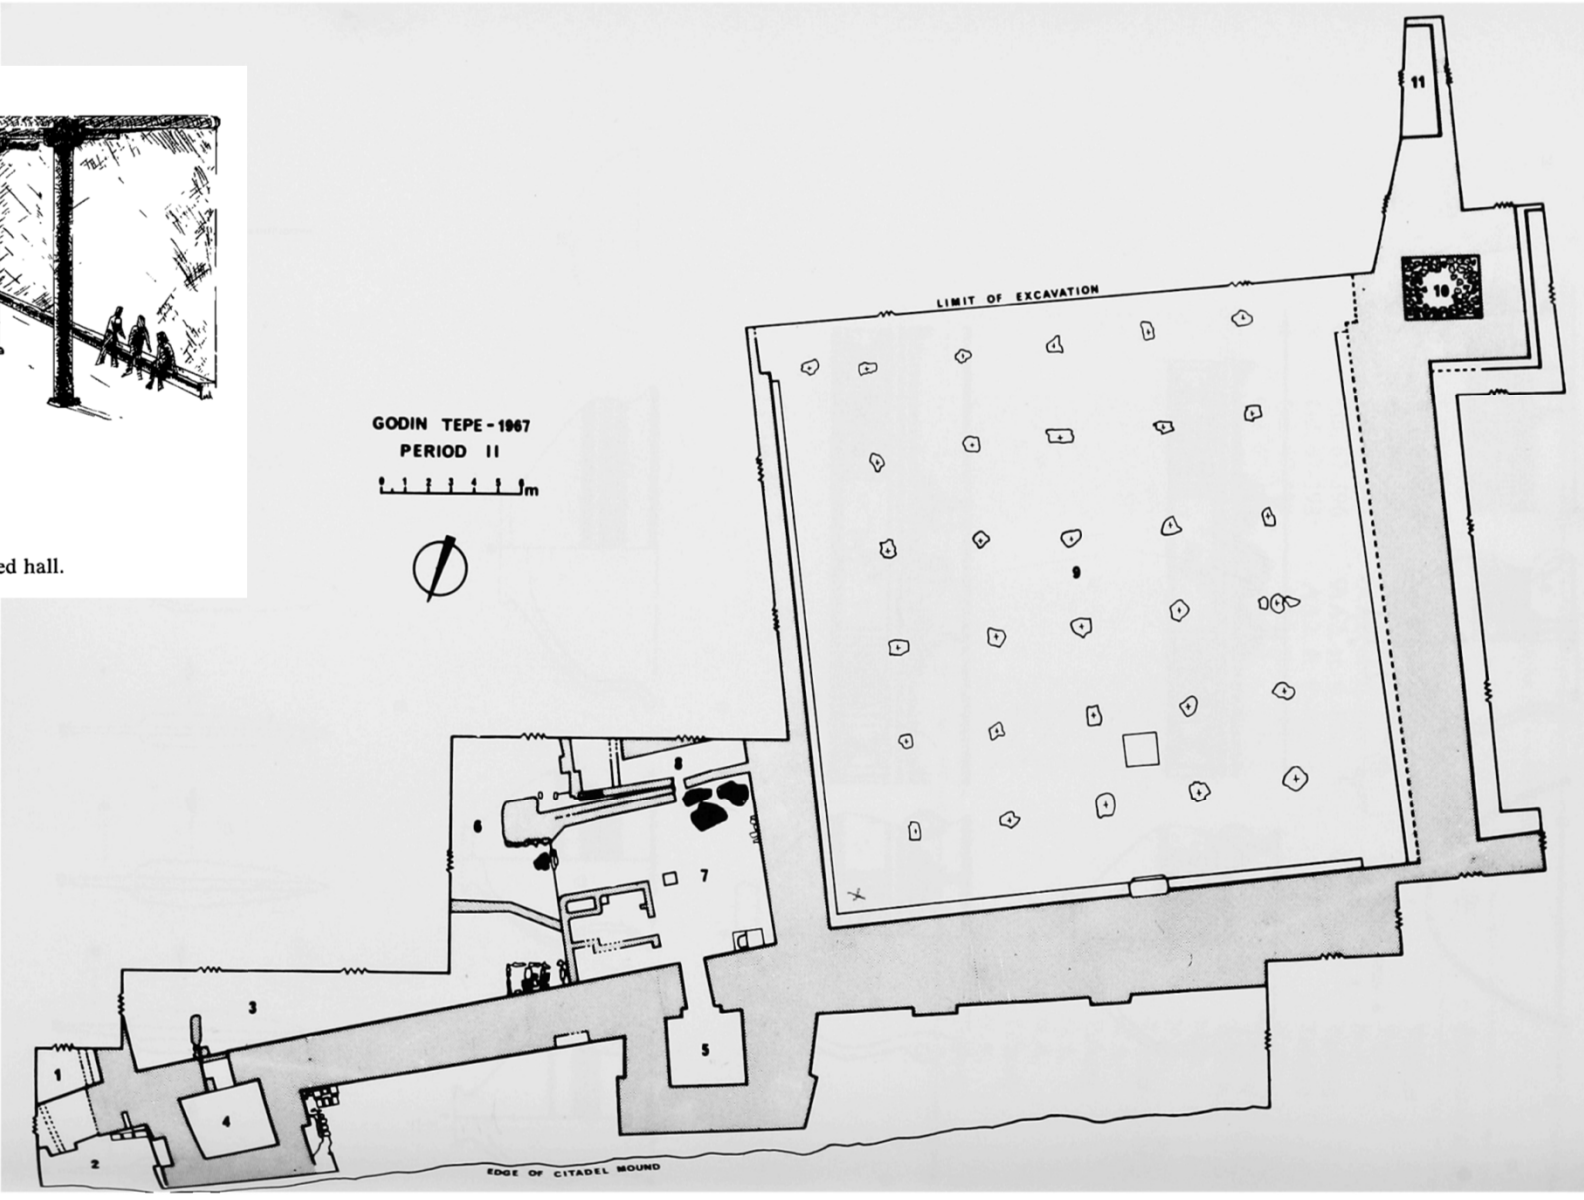 11
10
LIMIT OF EXCAVATION
GODIN TEPE - 1967
PERIOD II
0 1 2 3 4 5 6 m
9
ed hall.
8
6
7
3
5
1
4
2
EDGE OF CITADEL MOUND